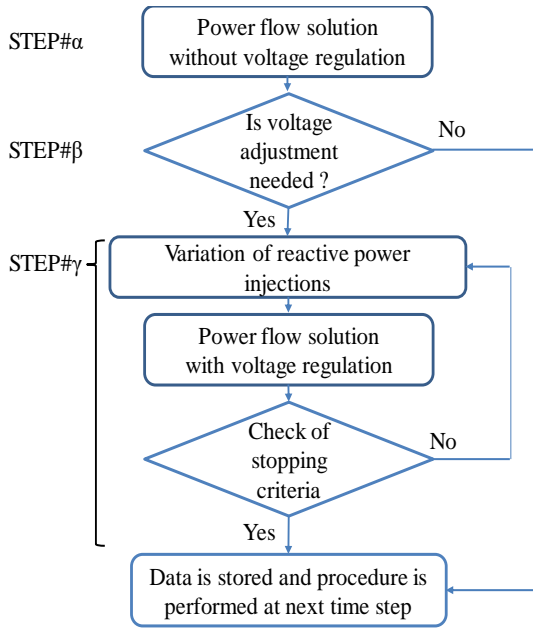 STEP#α
Power flow solution
without voltage regulation
STEP#β
Is voltage
adjustment
needed ?
No
Yes
STEP#γ
Variation of reactive power
injections
Power flow solution
with voltage regulation
Check of
stopping
criteria
No
Yes
Data is stored and procedure is
performed at next time step